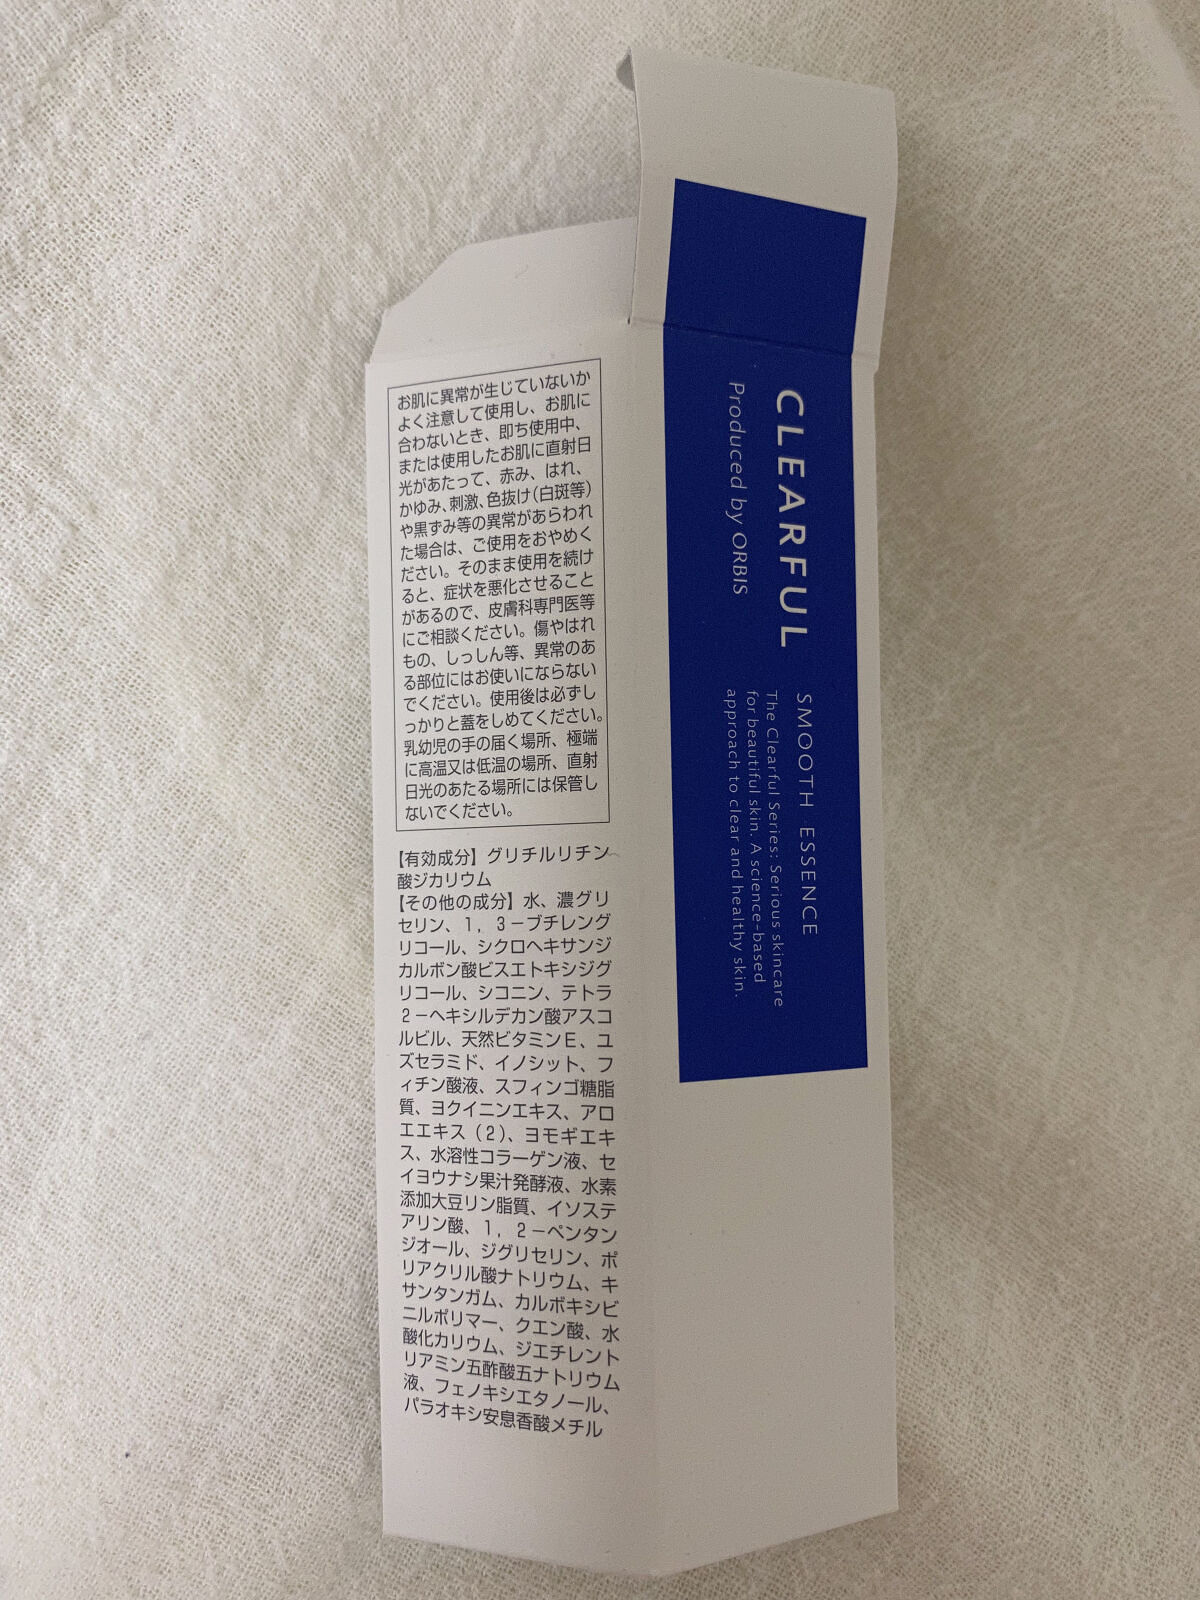 お肌に異常が生じていないか
よく注意して使用し、お肌に
合わないとき、即ち使用中、
または使用したお肌に直射日
光があたって、赤み、はれ、
かゆみ、刺激、色抜け(白斑等)
や黒ずみ等の異常があらわれ
た場合は、ご使用をおやめく
ださい。そのまま使用を続け
ると、症状を悪化させること
があるので、皮膚科専門医等
にご相談ください。傷やはれ
もの、しっしん等、異常のあ
る部位にはお使いにならない
でください。使用後は必ずし
っかりと蓋をしめてください。
乳幼児の手の届く場所、極端
に高温又は低温の場所、直射
日光のあたる場所には保管し
ないでください。
【有効成分】グリチルリチン
酸ジカリウム
【その他の成分】水、濃グリ
セリン、1，3－ブチレング
リコール、シクロヘキサンジ
カルボン酸ビスエトキシジグ
リコール、シコニン、テトラ
2－ヘキシルデカン酸アスコ
ルビル、天然ビタミンE、ユ
ズセラミド、イノシット、フ
ィチン酸液、スフィンゴ糖脂
質、ヨクイニンエキス、アロ
エエキス（2）、ヨモギエキ
ス、水溶性コラーゲン液、セ
イヨウナシ果汁発酵液、水素
添加大豆リン脂質、イソステ
アリン酸、1，2－ペンタン
ジオール、ジグリセリン、ポ
リアクリル酸ナトリウム、キ
サンタンガム、カルボキシビ
ニルポリマー、クエン酸、水
酸化カリウム、ジエチレント
リアミン五酢酸五ナトリウム
液、フェノキシエタノール、
パラオキシ安息香酸メチル
CLEARFUL
Produced by ORBIS
SMOOTH ESSENCE
The Clearful Series: Serious skincare
for beautiful skin. A science-based
approach to clear and healthy skin.